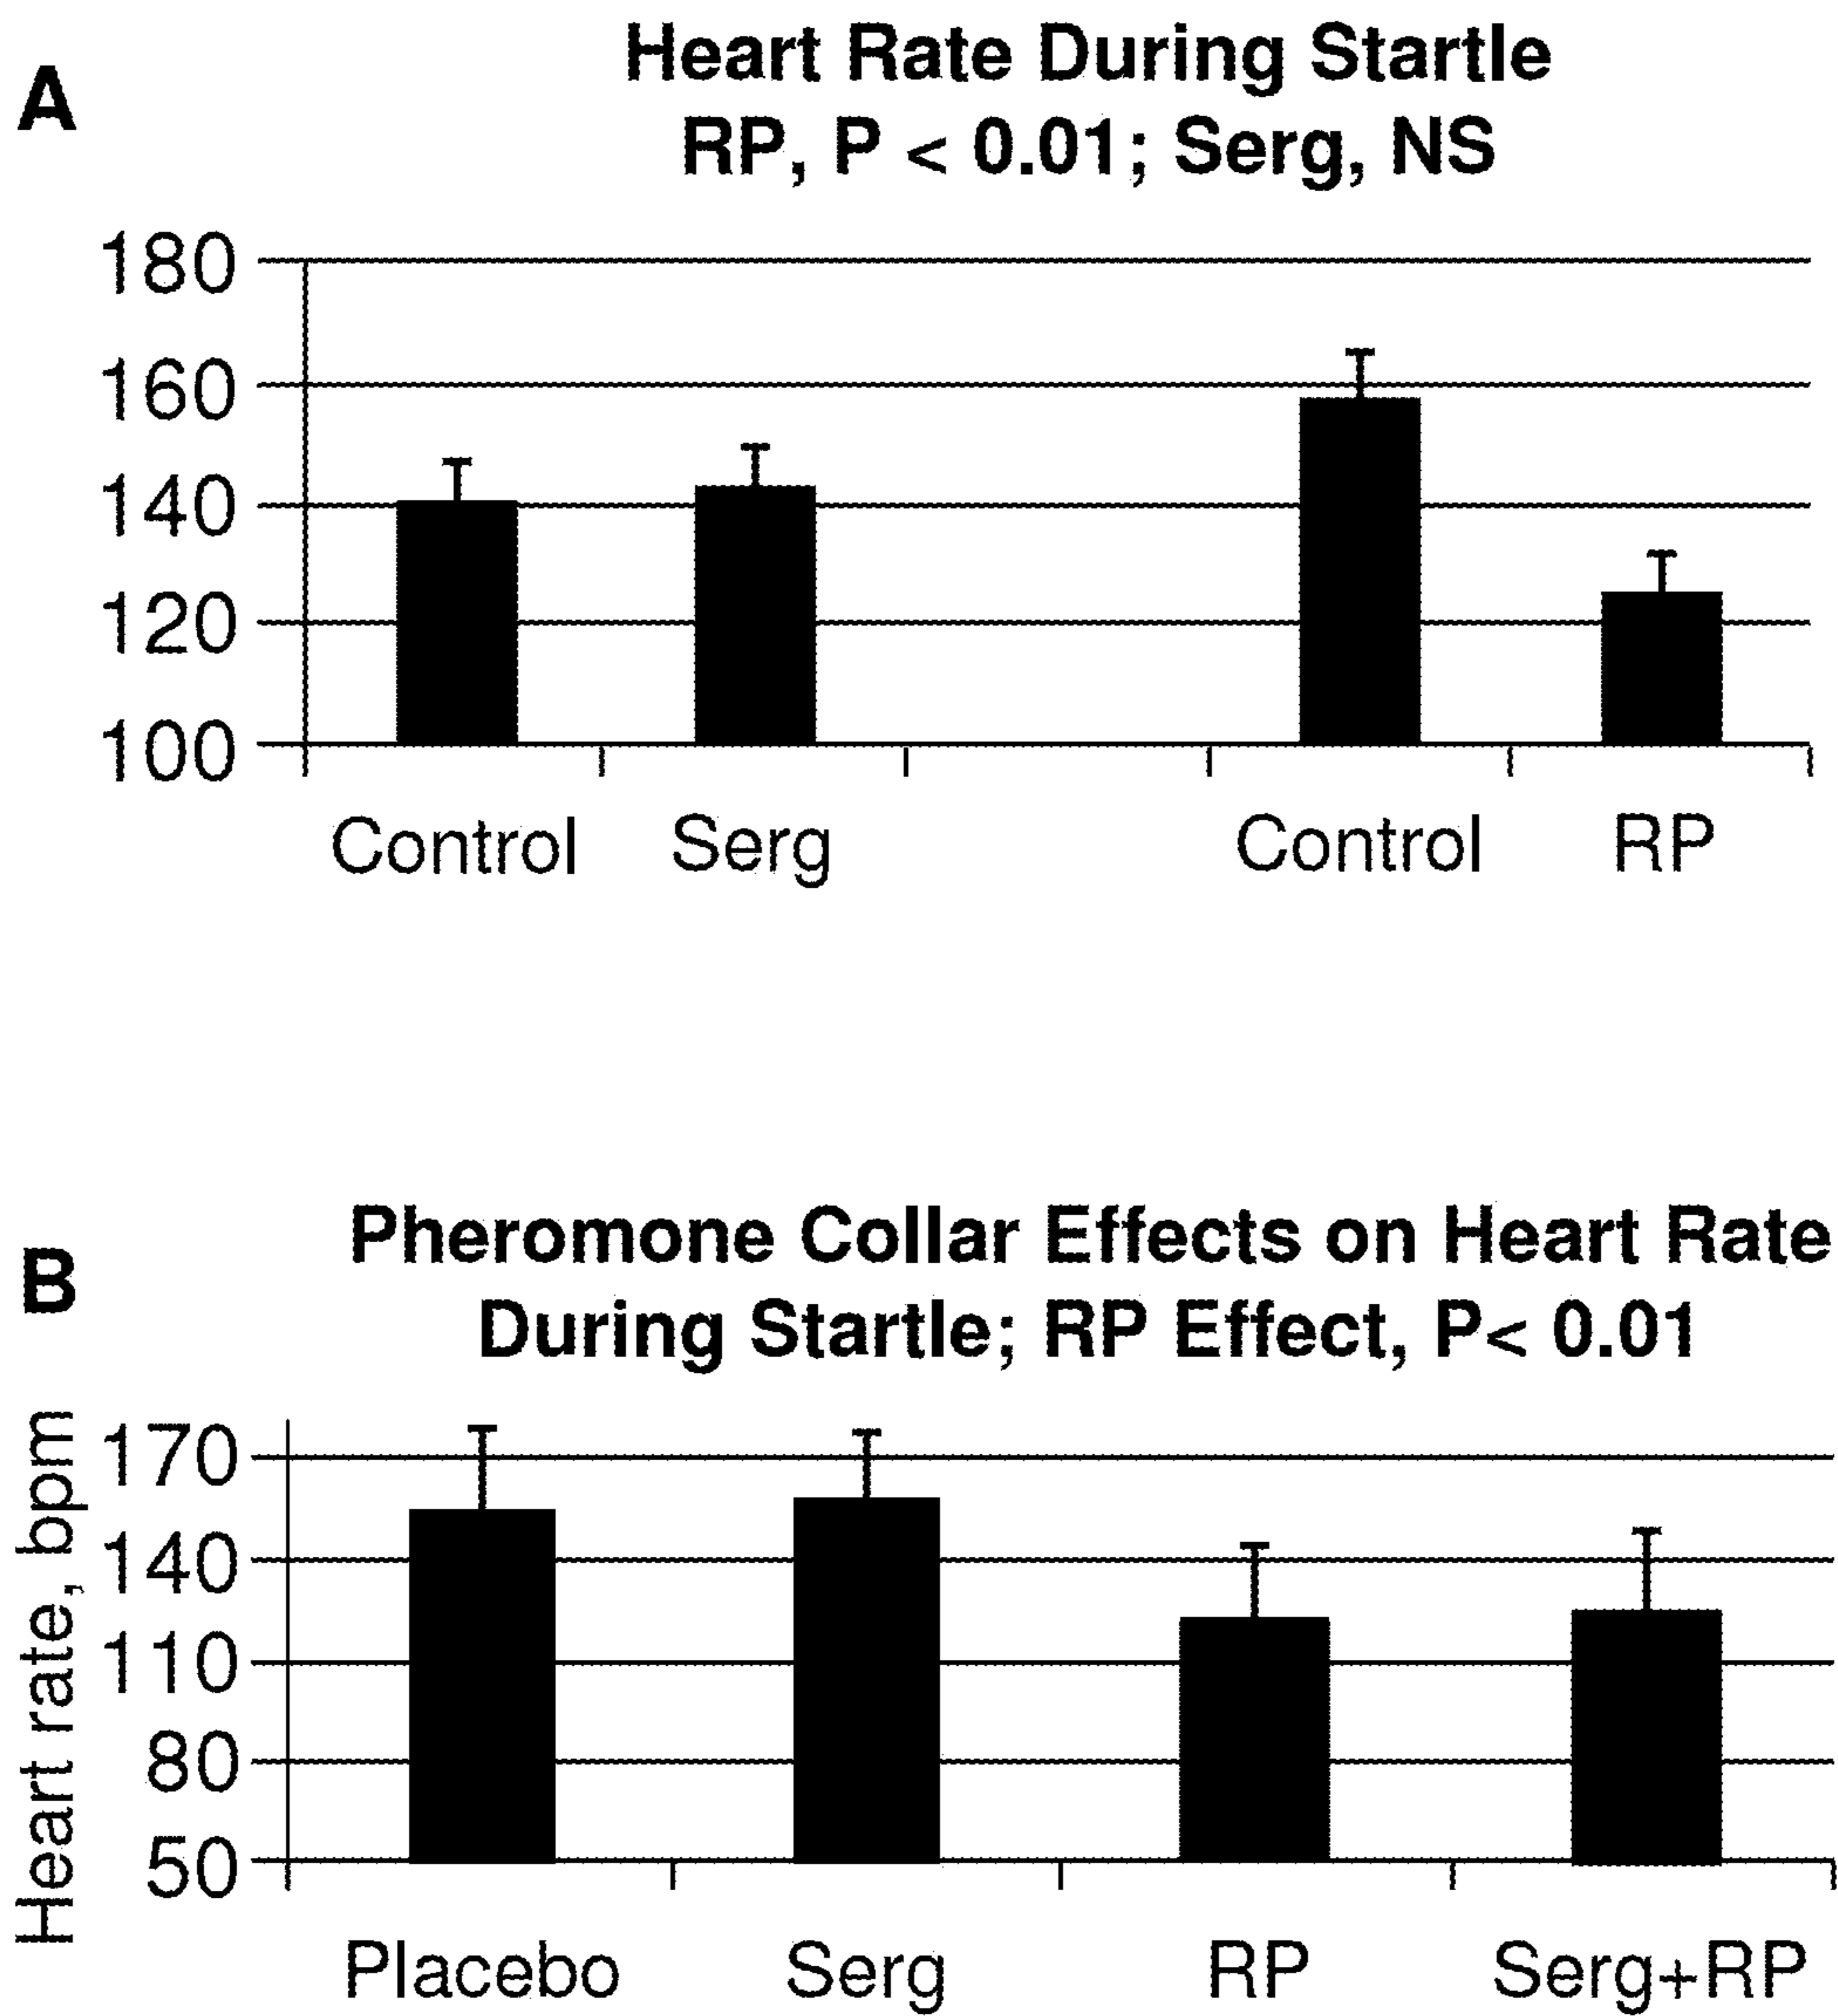 A
Heart Rate During Startle
RP, P < 0.01; Serg, NS
180
160
140
120
100
Control Serg Control RP
B
Pheromone Collar Effects on Heart Rate
During Startle; RP Effect, P< 0.01
Heart rate, bpm
170
140
110
80
50
Placebo Serg RP Serg+RP